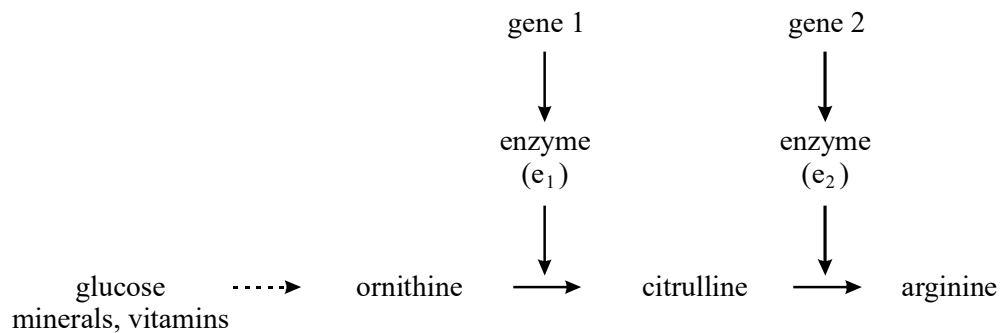 gene 1 gene 2
enzyme enzyme
(e₁) (e₂)
glucose ornithine citrulline arginine
minerals, vitamins